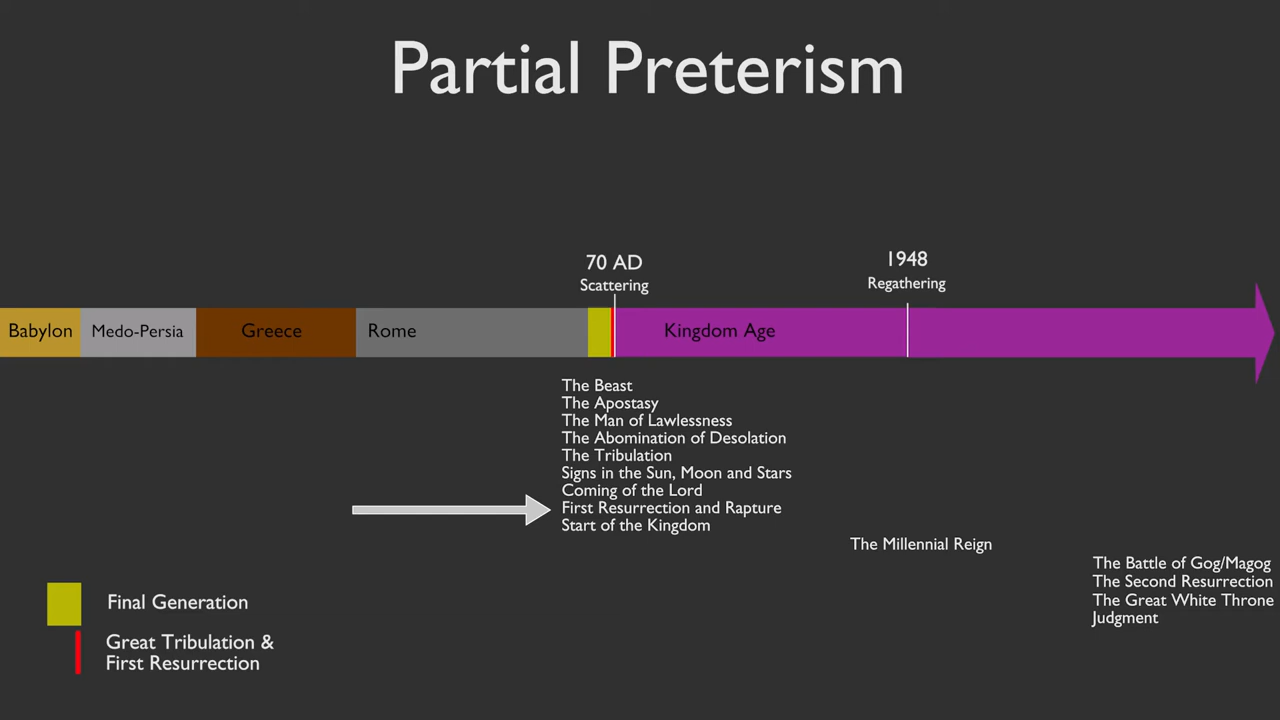 Partial Preterism
70 AD
Scattering
1948
Regathering
Babylon
Medo-Persia
Greece
Rome
Kingdom Age
The Beast
The Apostasy
The Man of Lawlessness
The Abomination of Desolation
The Tribulation
Signs in the Sun, Moon and Stars
Coming of the Lord
First Resurrection and Rapture
Start of the Kingdom
The Millennial Reign
The Battle of Gog/Magog
The Second Resurrection
The Great White Throne
Judgment
Final Generation
Great Tribulation &
First Resurrection